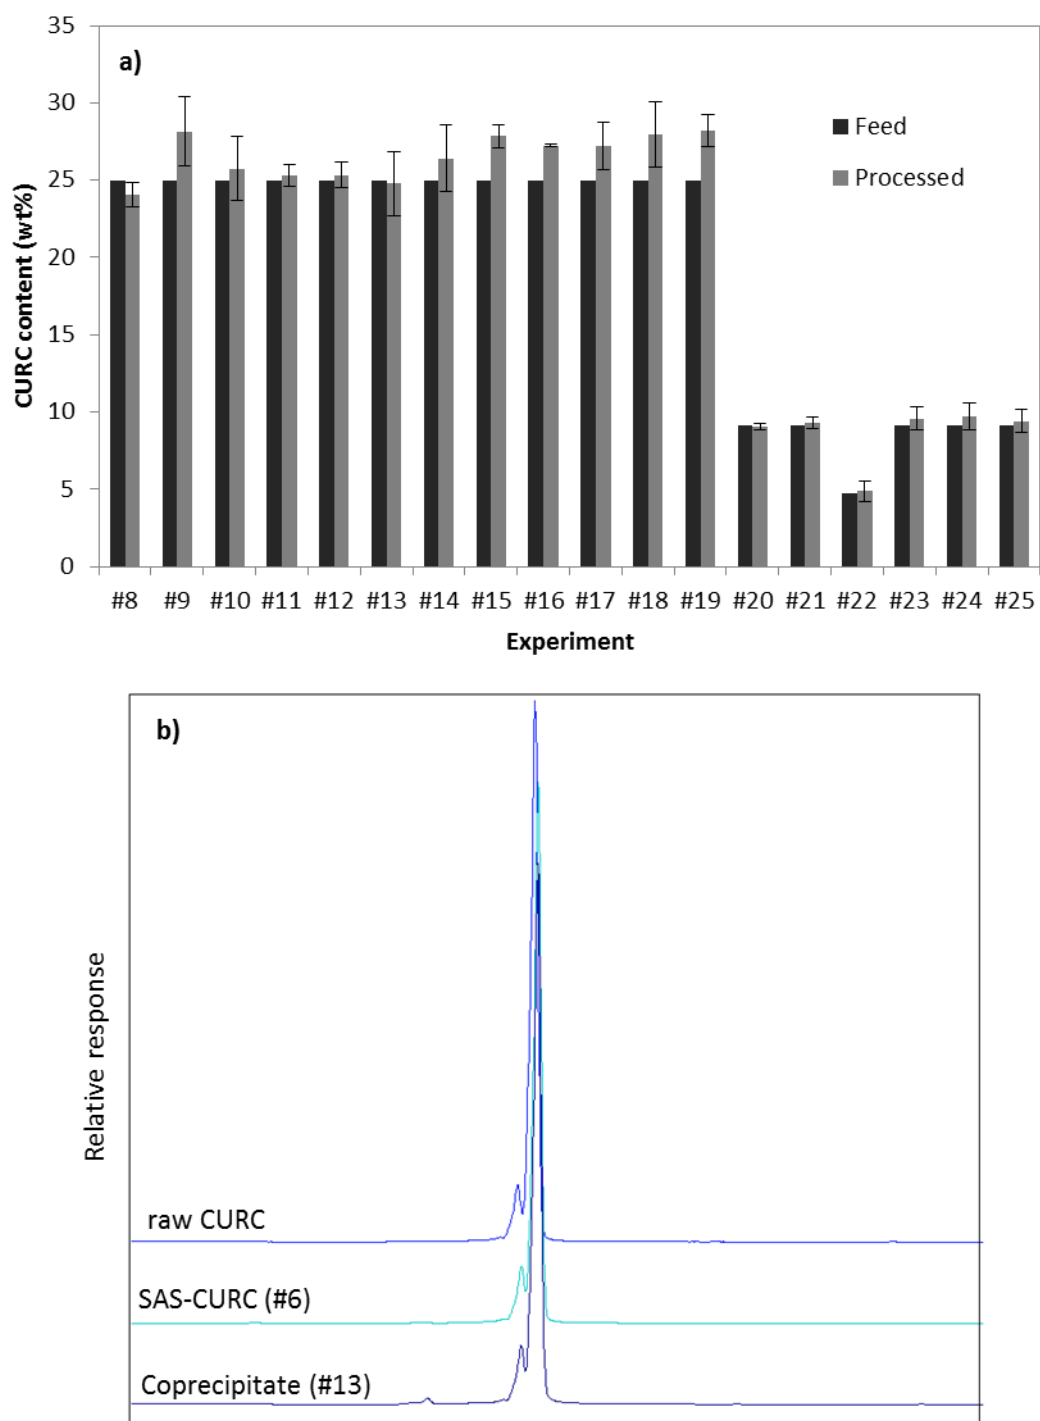 a)
35
30
25
20
15
10
5
0
CURC content (wt%)
Feed
Processed
#8 #9 #10 #11 #12 #13 #14 #15 #16 #17 #18 #19 #20 #21 #22 #23 #24 #25
Experiment
b)
Relative response
raw CURC
SAS-CURC (#6)
Coprecipitate (#13)